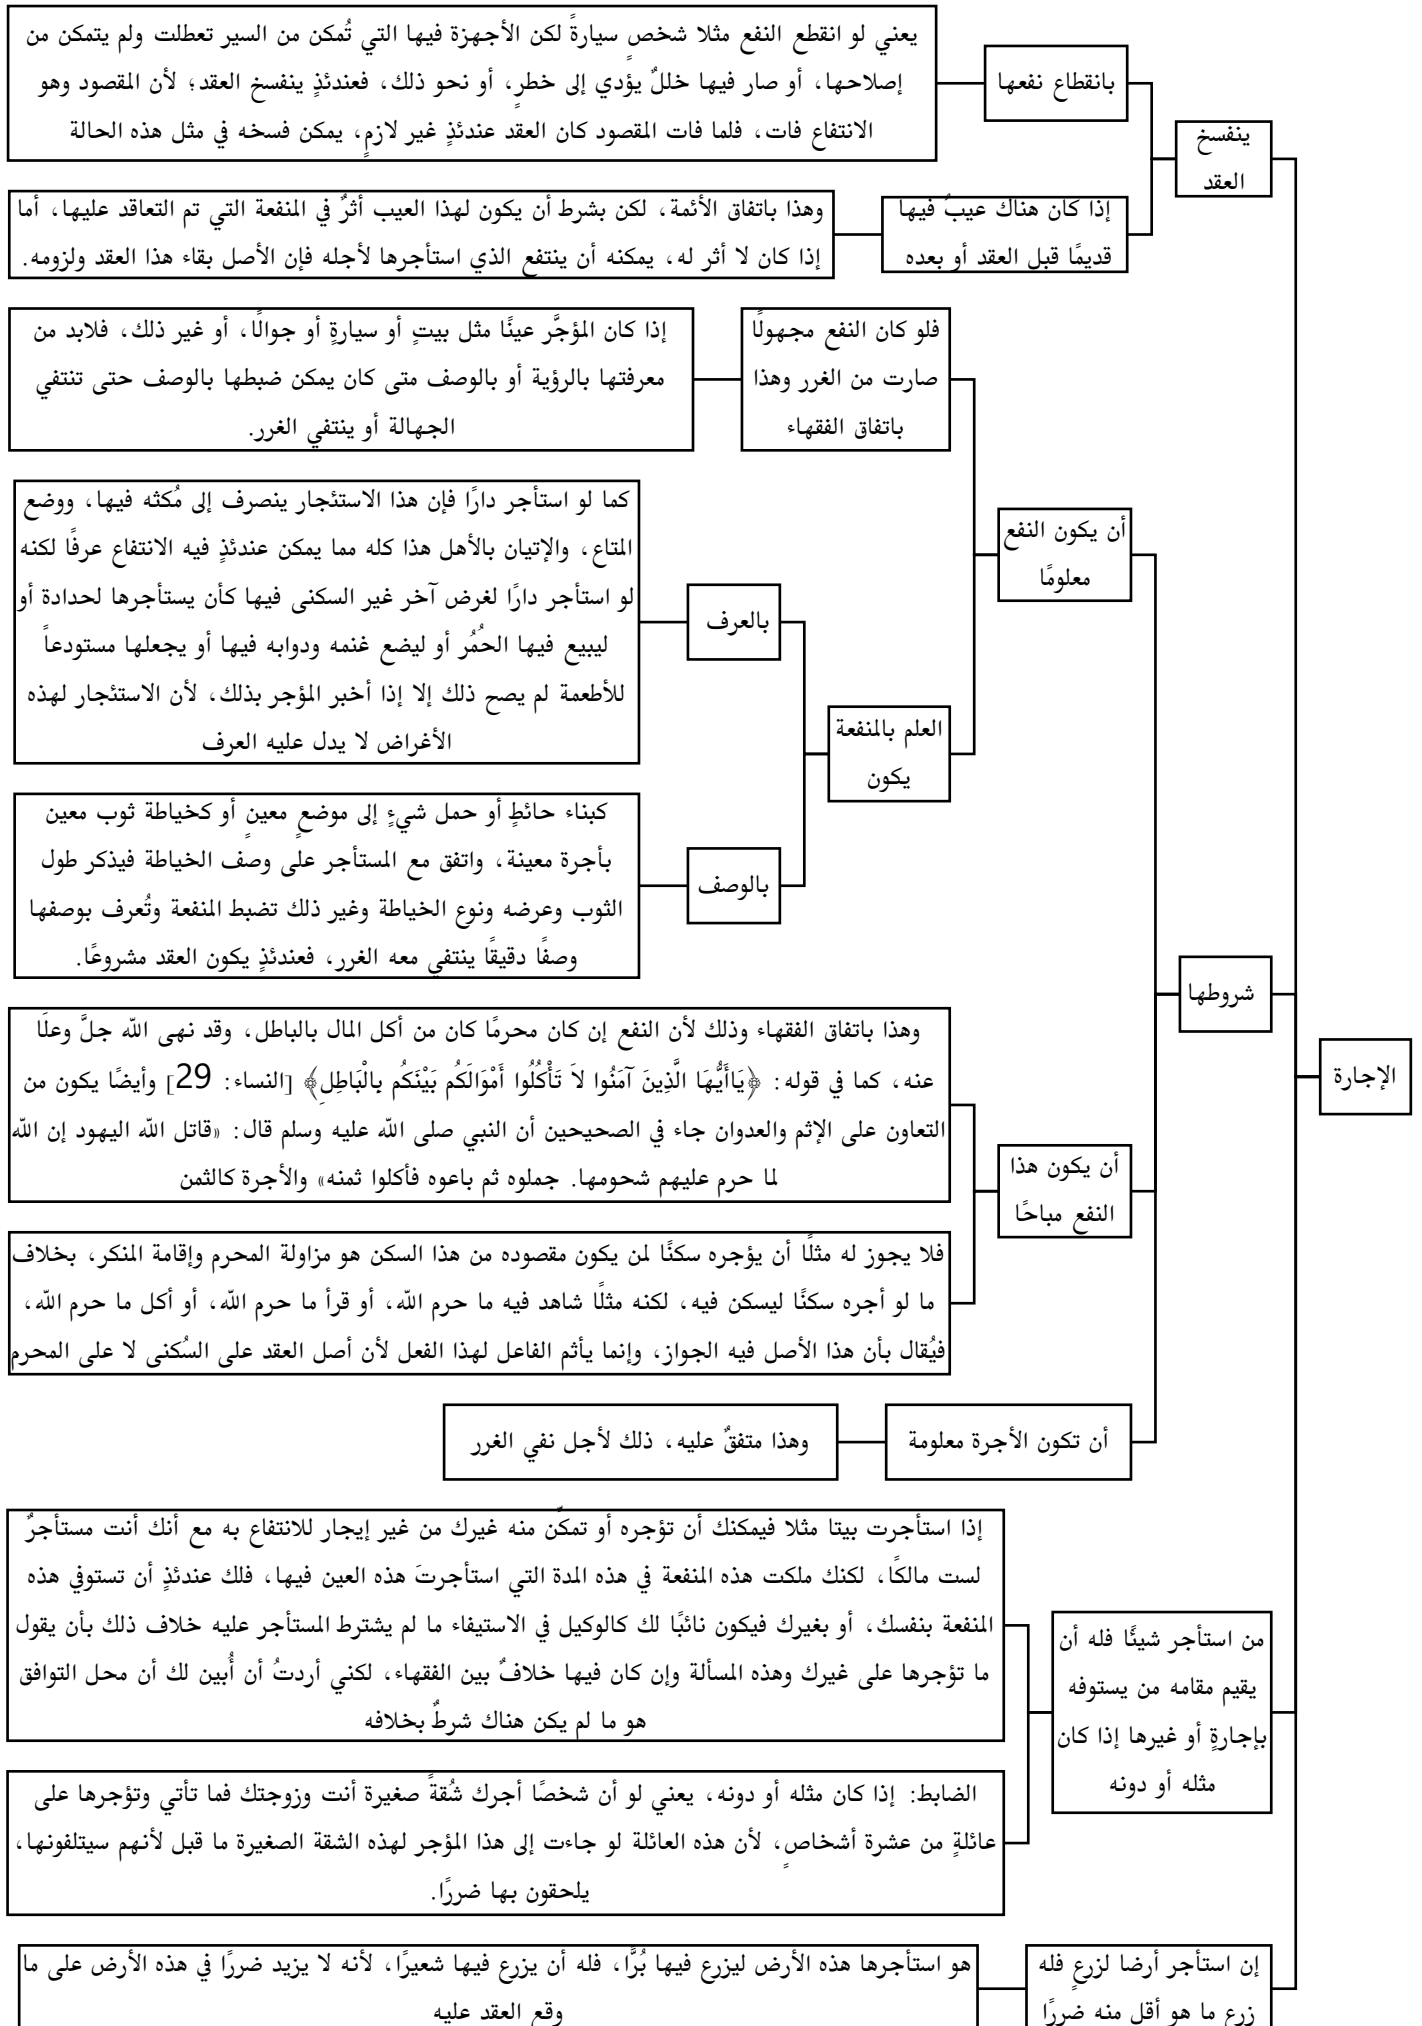 الإجارة
ينفسخ
العقد
بانقطاع نفعها
يعني لو انقطع النفع مثلا شخصٍ سيارةً لكن الأجهزة فيها التي تُمكن من السير تعطلت ولم يتمكن من
إصلاحها، أو صار فيها خللٌ يؤدي إلى خطرٍ، أو نحو ذلك، فعندئذٍ ينفسخ العقد؛ لأن المقصود وهو
الانتفاع فات، فلما فات المقصود كان العقد عندئذٍ غير لازمٍ، يمكن فسخه في مثل هذه الحالة
إذا كان هناك عيبٌ فيها
قديمًا قبل العقد أو بعده
وهذا باتفاق الأئمة، لكن بشرط أن يكون لهذا العيب أثرٌ في المنفعة التي تم التعاقد عليها، أما
إذا كان لا أثر له، يمكنه أن ينتفع الذي استأجرها لأجله فإن الأصل بقاء هذا العقد ولزومه.
شروطها
أن يكون النفع
معلومًا
فلو كان النفع مجهولًا
صارت من الغرر وهذا
باتفاق الفقهاء
إذا كان المؤجَّر عينًا مثل بيتٍ أو سيارةٍ أو جوالًا، أو غير ذلك، فلابد من
معرفتها بالرؤية أو بالوصف متى كان يمكن ضبطها بالوصف حتى تنتفي
الجهالة أو ينتفي الغرر.
العلم بالمنفعة
يكون
بالعرف
كما لو استأجر دارًا فإن هذا الاستئجار ينصرف إلى مُكثه فيها، ووضع
المتاع، والإتيان بالأهل هذا كله مما يمكن عندئذٍ فيه الانتفاع عرفًا لكنه
لو استأجر دارًا لغرض آخر غير السكنى فيها كأن يستأجرها لحدادة أو
ليبيع فيها الحُمُر أو ليضع غنمه ودوابه فيها أو يجعلها مستودعاً
للأطعمة لم يصح ذلك إلا إذا أخبر المؤجر بذلك، لأن الاستئجار لهذه
الأغراض لا يدل عليه العرف
بالوصف
كبناء حائطٍ أو حمل شيءٍ إلى موضعٍ معينٍ أو كخياطة ثوب معين
بأجرة معينة، واتفق مع المستأجر على وصف الخياطة فيذكر طول
الثوب وعرضه ونوع الخياطة وغير ذلك تضبط المنفعة وتُعرف بوصفها
وصفًا دقيقًا ينتفي معه الغرر، فعندئذٍ يكون العقد مشروعًا.
أن يكون هذا
النفع مباحًا
وهذا باتفاق الفقهاء وذلك لأن النفع إن كان محرمًا كان من أكل المال بالباطل، وقد نهى الله جلَّ وعلَا
عنه، كما في قوله: ﴿يَاأَيُّهَا الَّذِينَ آمَنُوا لاَ تَأْكُلُوا أَمْوَالَكُم بَيْنَكُم بِالْبَاطِلِ﴾ [النساء: 29] وأيضًا يكون من
التعاون على الإثم والعدوان جاء في الصحيحين أن النبي صلى الله عليه وسلم قال: «قاتل الله اليهود إن الله
لما حرم عليهم شحومها. جملوه ثم باعوه فأكلوا ثمنه» والأجرة كالثمن
فلا يجوز له مثلًا أن يؤجره سكنًا لمن يكون مقصوده من هذا السكن هو مزاولة المحرم وإقامة المنكر، بخلاف
ما لو أجره سكنًا ليسكن فيه، لكنه مثلًا شاهد فيه ما حرم الله، أو قرأ ما حرم الله، أو أكل ما حرم الله،
فيُقال بأن هذا الأصل فيه الجواز، وإنما يأثم الفاعل لهذا الفعل لأن أصل العقد على السُكنى لا على المحرم
أن تكون الأجرة معلومة
وهذا متفقٌ عليه، ذلك لأجل نفي الغرر
من استأجر شيئًا فله أن
يقيم مقامه من يستوفه
بإجارةٍ أو غيرها إذا كان
مثله أو دونه
إذا استأجرت بيتا مثلا فيمكنك أن تؤجره أو تمكّن منه غيرك من غير إيجار للانتفاع به مع أنك أنت مستأجرٌ
لست مالكًا، لكنك ملكت هذه المنفعة في هذه المدة التي استأجرتَ هذه العين فيها، فلك عندئذٍ أن تستوفي هذه
المنفعة بنفسك، أو بغيرك فيكون نائبًا لك كالوكيل في الاستيفاء ما لم يشترط المستأجر عليه خلاف ذلك بأن يقول
ما تؤجرها على غيرك وهذه المسألة وإن كان فيها خلافٌ بين الفقهاء، لكني أردتُ أن أُبين لك أن محل التوافق
هو ما لم يكن هناك شرطٌ بخلافه
الضابط: إذا كان مثله أو دونه، يعني لو أن شخصًا أجرك شُقةً صغيرة أنت وزوجتك فما تأتي وتؤجرها على
عائلةٍ من عشرة أشخاصٍ، لأن هذه العائلة لو جاءت إلى هذا المؤجر لهذه الشقة الصغيرة ما قبل لأنهم سيتلفونها،
يلحقون بها ضررًا.
إن استأجر أرضا لزرعٍ فله
زرع ما هو أقل منه ضررًا
هو استأجرها هذه الأرض ليزرع فيها بُرًّا، فله أن يزرع فيها شعيرًا، لأنه لا يزيد ضررًا في هذه الأرض على ما
وقع العقد عليه